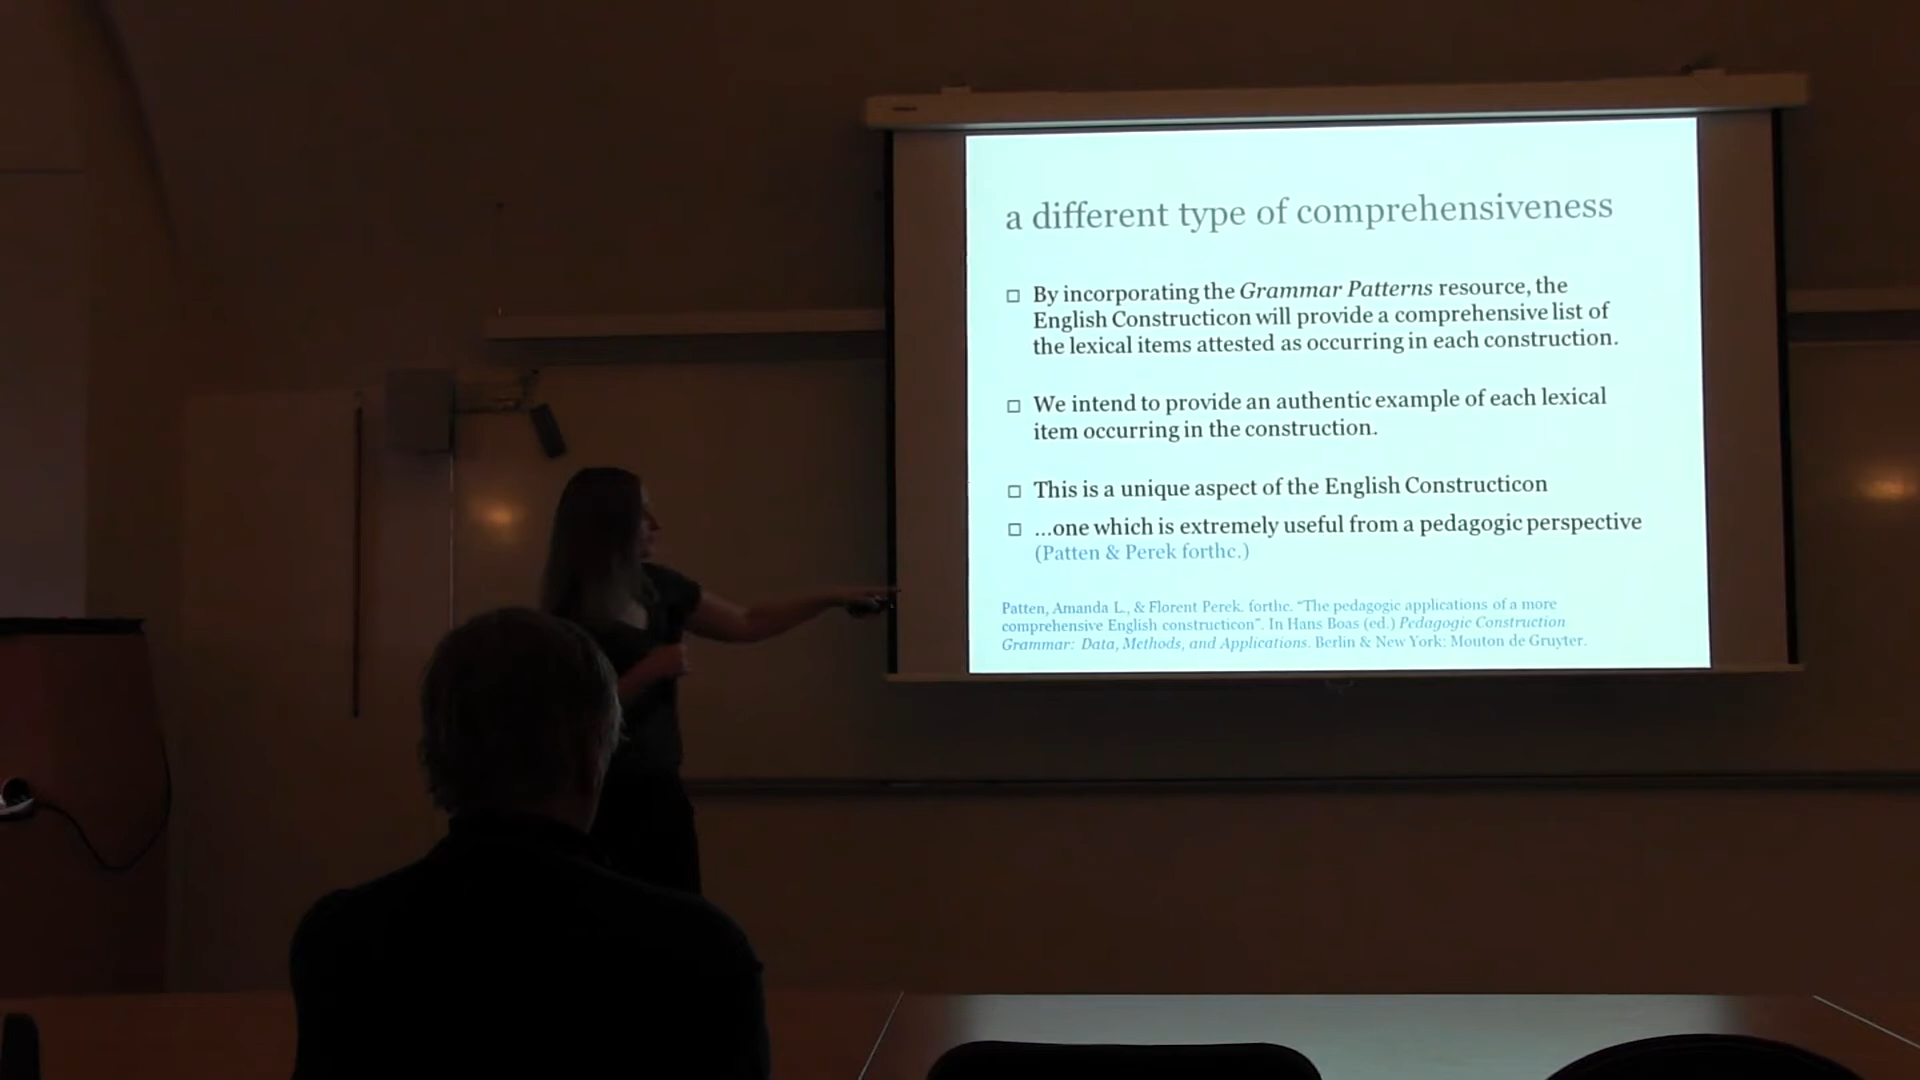 a different type of comprehensiveness
□ By incorporating the Grammar Patterns resource, the
English Constructicon will provide a comprehensive list of
the lexical items attested as occurring in each construction.
□ We intend to provide an authentic example of each lexical
item occurring in the construction.
□ This is a unique aspect of the English Constructicon
□ ...one which is extremely useful from a pedagogic perspective
(Patten & Perek forthc.)
Patten, Amanda L., & Florent Perek. forthc. “The pedagogic applications of a more
comprehensive English constructicon”. In Hans Boas (ed.) Pedagogic Construction
Grammar: Data, Methods, and Applications. Berlin & New York: Mouton de Gruyter.